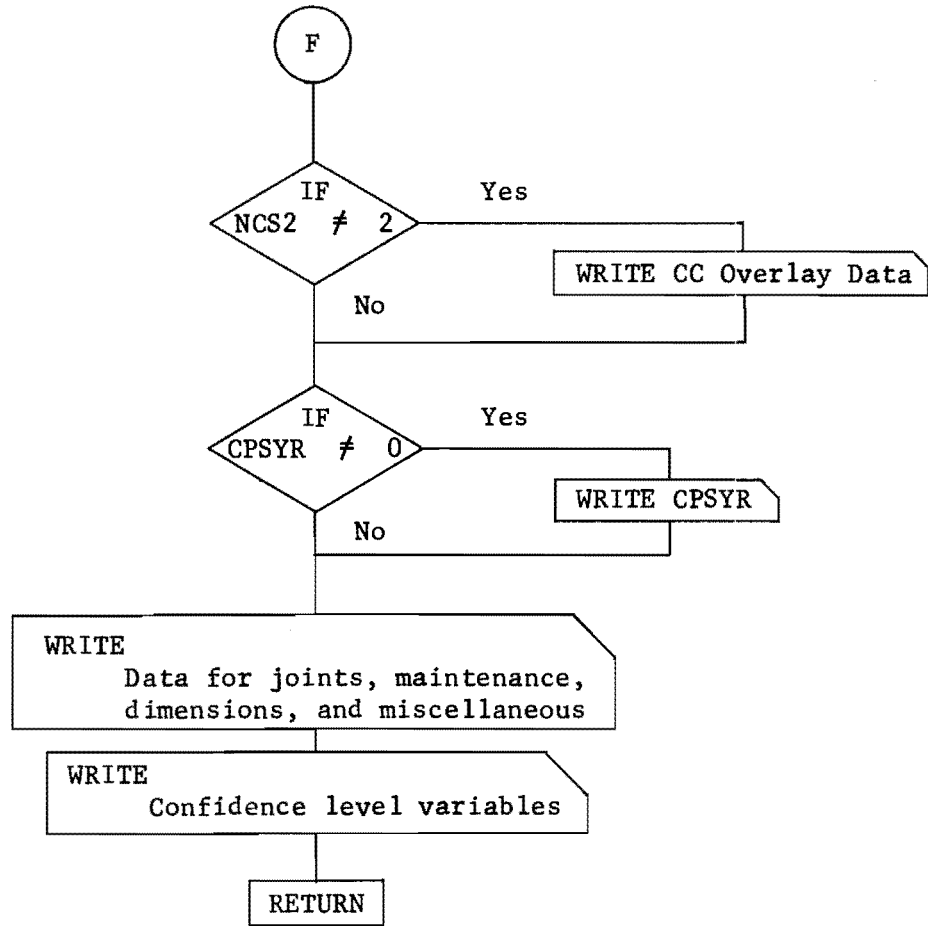 F
IF
Yes
NCS2 ≠ 2
WRITE CC Overlay Data
No
IF
Yes
CPSYR ≠ 0
WRITE CPSYR
No
WRITE
Data for joints, maintenance,
dimensions, and miscellaneous
WRITE
Confidence level variables
RETURN